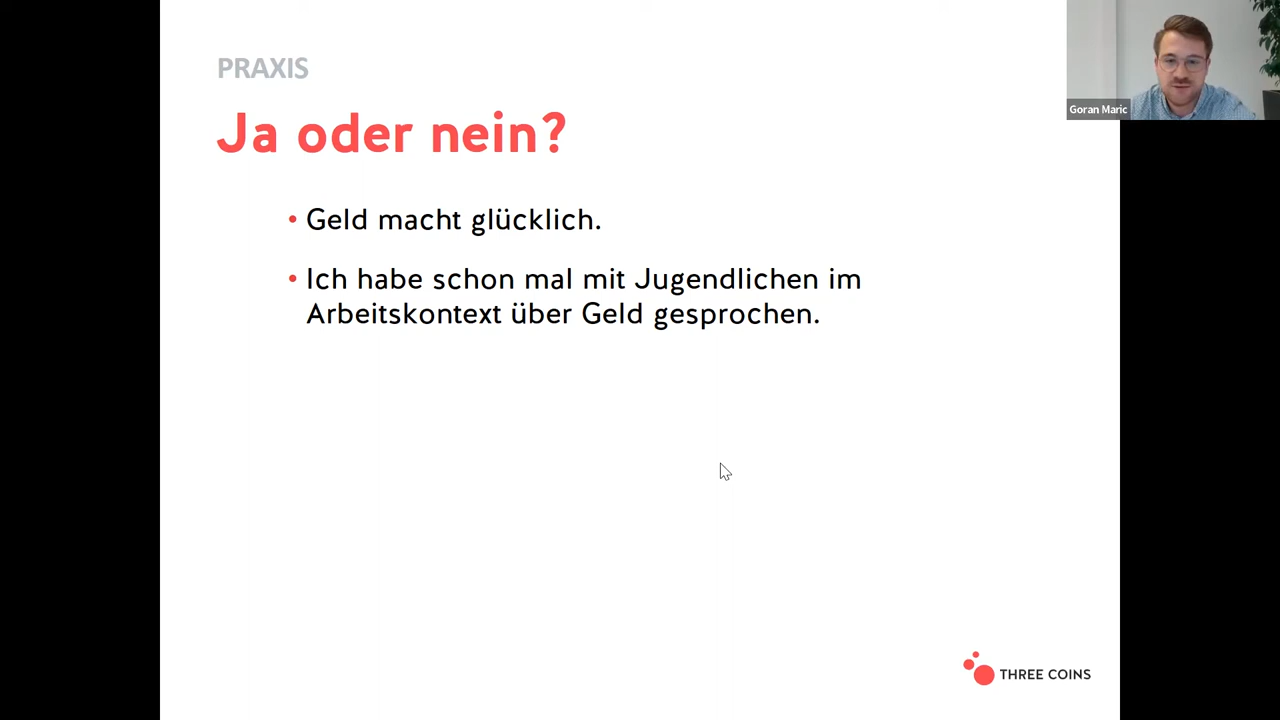 PRAXIS
Ja oder nein?
• Geld macht glücklich.
• Ich habe schon mal mit Jugendlichen im
Arbeitskontext über Geld gesprochen.
Goran Maric
THREE COINS